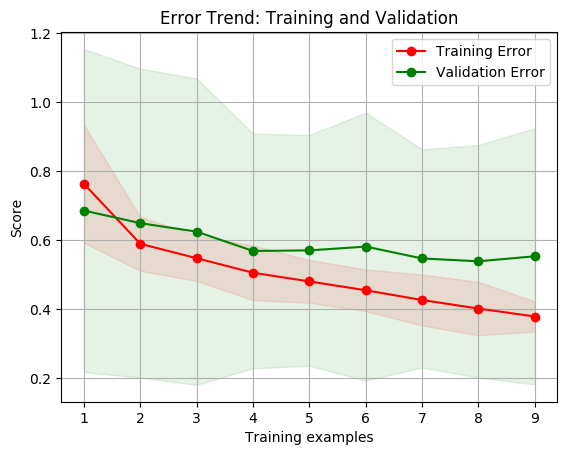 Error Trend: Training and Validation
Training Error
Validation Error
Score
1.2
1.0
0.8
0.6
0.4
0.2
1 2 3 4 5 6 7 8 9
Training examples